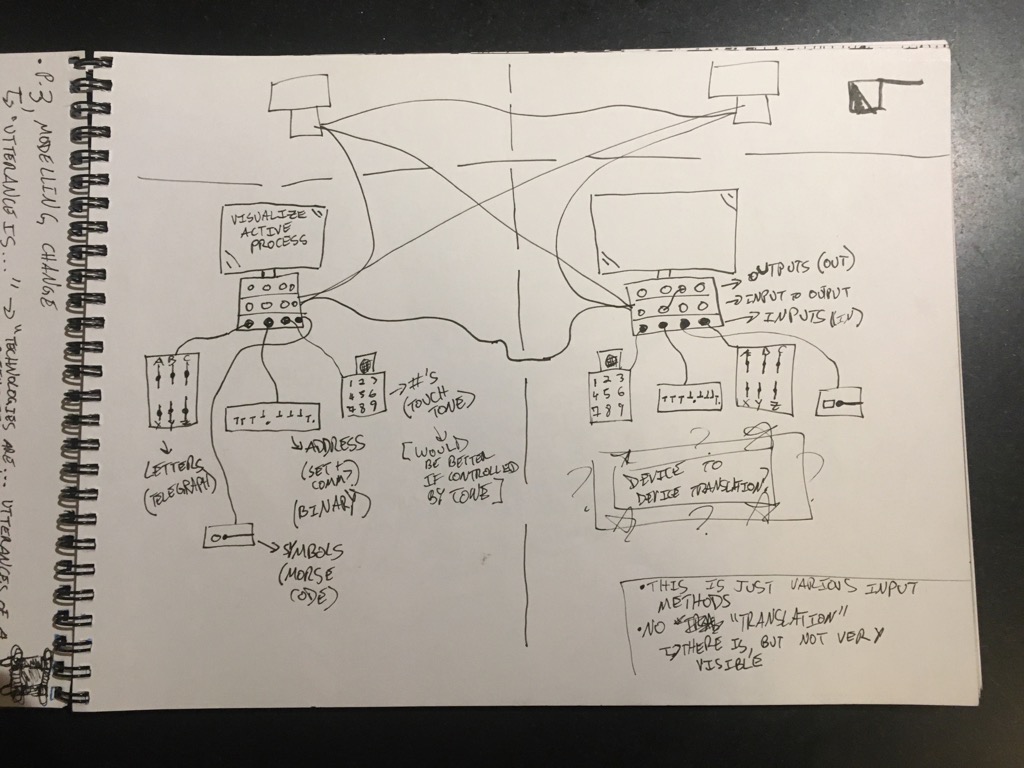 • P.3, MODELLING CHANGE
"UTTERANCE IS..." → "TECHNOLOGIES ARE... UTTERANCES OF A
VISUALIZE
ACTIVE
PROCESS
→ OUTPUTS (OUT)
→ INPUT TO OUTPUT
→ INPUTS (IN)
A B C
X Y Z
LETTERS
(TELEGRAPH)
→ ADDRESS
(SET +
COMM?)
(BINARY)
1 2 3
4 5 6
7 8 9
→ #'S
(TOUCH
TONE)
[WOULD
BE BETTER
IF CONTROLLED
BY TONE]
→ SYMBOLS
(MORSE
CODE)
1 2 3
4 5 6
7 8 9
A B C
X Y Z
? ? ? ?
DEVICE TO
DEVICE TRANSLATION
• THIS IS JUST VARIOUS INPUT
METHODS
• NO "TRANSLATION"
→ THERE IS, BUT NOT VERY
VISIBLE